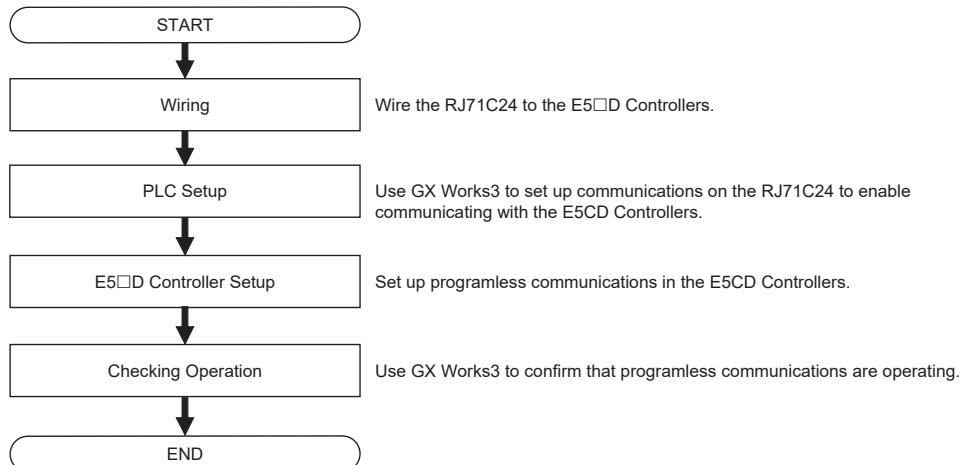 START
Wiring
Wire the RJ71C24 to the E5□D Controllers.
PLC Setup
Use GX Works3 to set up communications on the RJ71C24 to enable
communicating with the E5CD Controllers.
E5□D Controller Setup
Set up programless communications in the E5CD Controllers.
Checking Operation
Use GX Works3 to confirm that programless communications are operating.
END